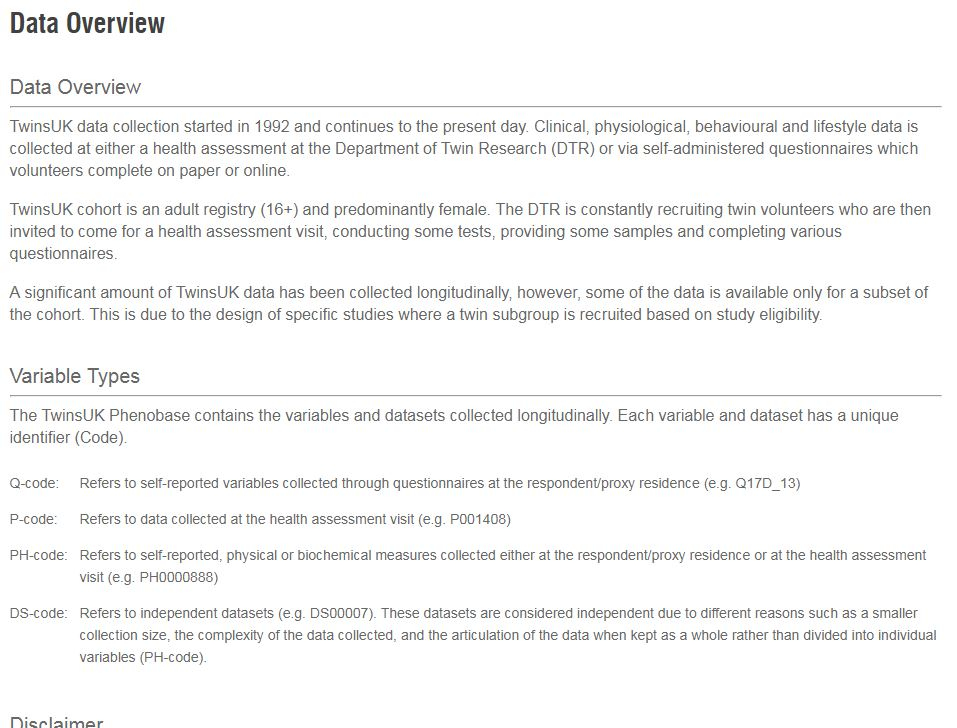 Data Overview
Data Overview
TwinsUK data collection started in 1992 and continues to the present day. Clinical, physiological, behavioural and lifestyle data is
collected at either a health assessment at the Department of Twin Research (DTR) or via self-administered questionnaires which
volunteers complete on paper or online.
TwinsUK cohort is an adult registry (16+) and predominantly female. The DTR is constantly recruiting twin volunteers who are then
invited to come for a health assessment visit, conducting some tests, providing some samples and completing various
questionnaires.
A significant amount of TwinsUK data has been collected longitudinally, however, some of the data is available only for a subset of
the cohort. This is due to the design of specific studies where a twin subgroup is recruited based on study eligibility.
Variable Types
The TwinsUK Phenobase contains the variables and datasets collected longitudinally. Each variable and dataset has a unique
identifier (Code).
Q-code: Refers to self-reported variables collected through questionnaires at the respondent/proxy residence (e.g. Q17D_13)
P-code: Refers to data collected at the health assessment visit (e.g. P001408)
PH-code: Refers to self-reported, physical or biochemical measures collected either at the respondent/proxy residence or at the health assessment
visit (e.g. PH0000888)
DS-code: Refers to independent datasets (e.g. DS00007). These datasets are considered independent due to different reasons such as a smaller
collection size, the complexity of the data collected, and the articulation of the data when kept as a whole rather than divided into individual
variables (PH-code).
Disclaimer